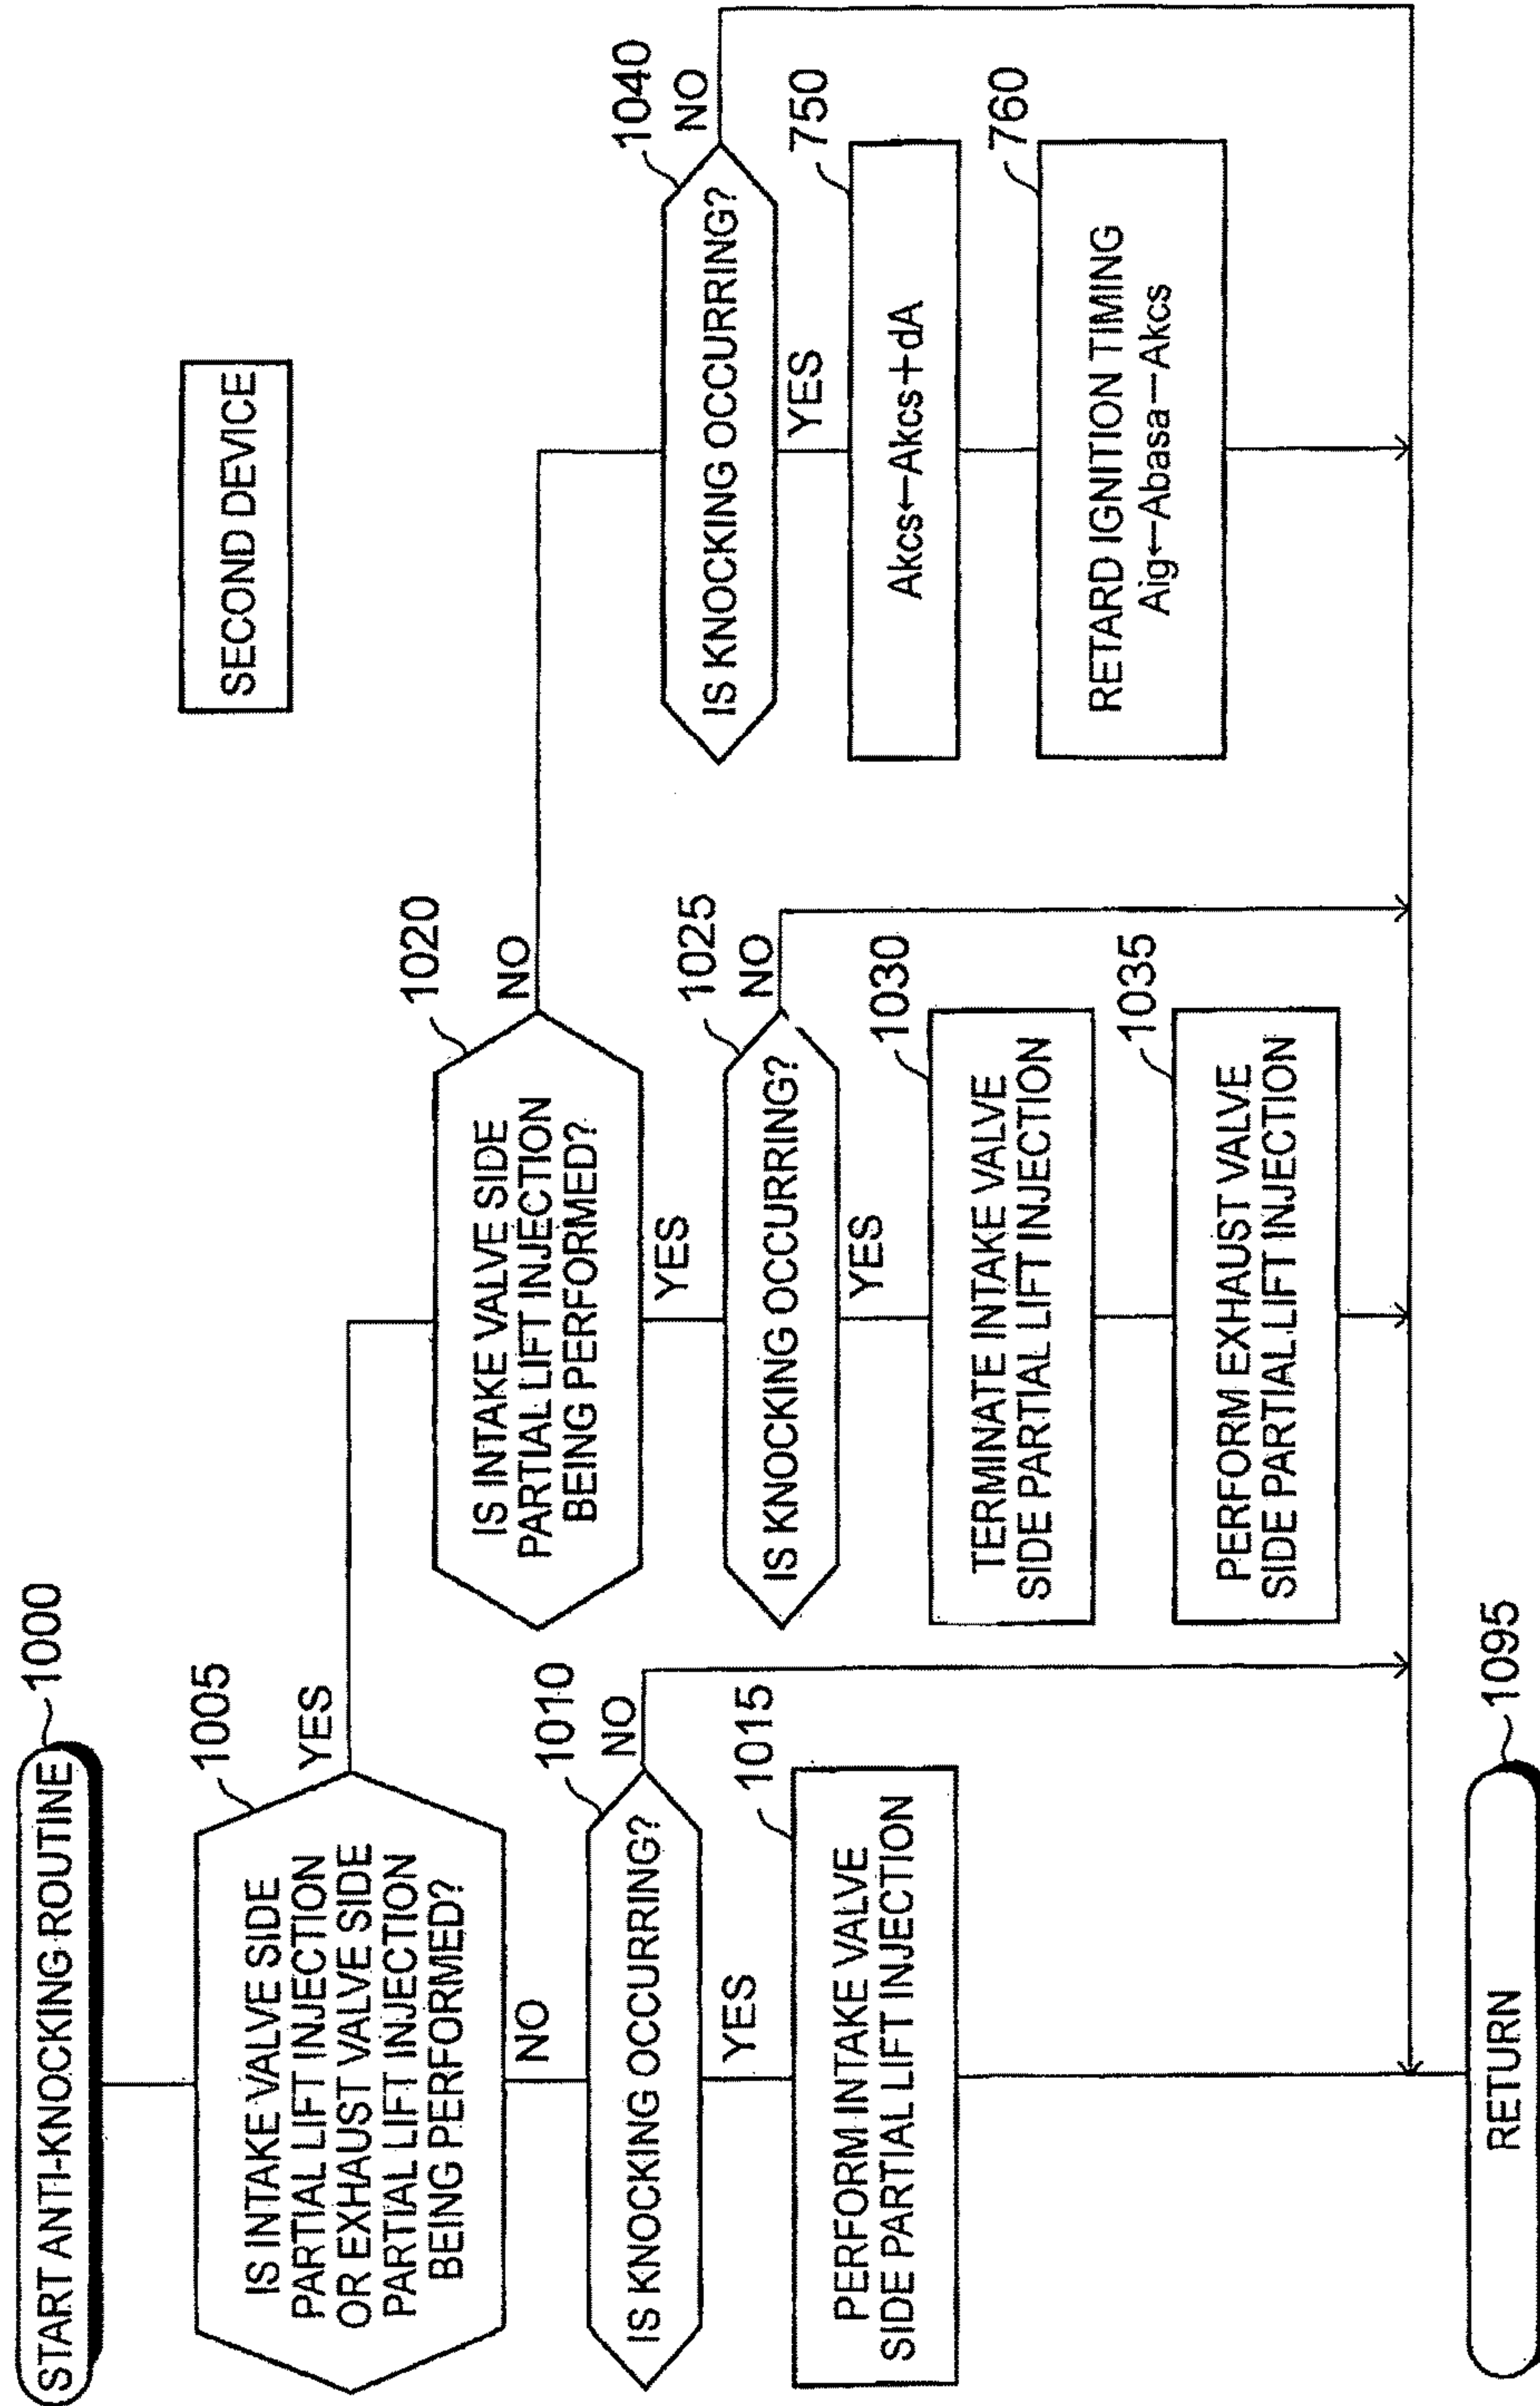 START ANTI-KNOCKING ROUTINE
1000
SECOND DEVICE
1005
IS INTAKE VALVE SIDE
PARTIAL LIFT INJECTION
OR EXHAUST VALVE SIDE
PARTIAL LIFT INJECTION
BEING PERFORMED?
YES
NO
1010
IS KNOCKING OCCURRING?
NO
YES
1015
PERFORM INTAKE VALVE
SIDE PARTIAL LIFT INJECTION
1020
IS INTAKE VALVE SIDE
PARTIAL LIFT INJECTION
BEING PERFORMED?
NO
YES
1025
IS KNOCKING OCCURRING?
NO
YES
1030
TERMINATE INTAKE VALVE
SIDE PARTIAL LIFT INJECTION
1035
PERFORM EXHAUST VALVE
SIDE PARTIAL LIFT INJECTION
1040
IS KNOCKING OCCURRING?
NO
YES
750
Akcs←Akcs+dA
760
RETARD IGNITION TIMING
Aig←Abasa−Akcs
RETURN
1095